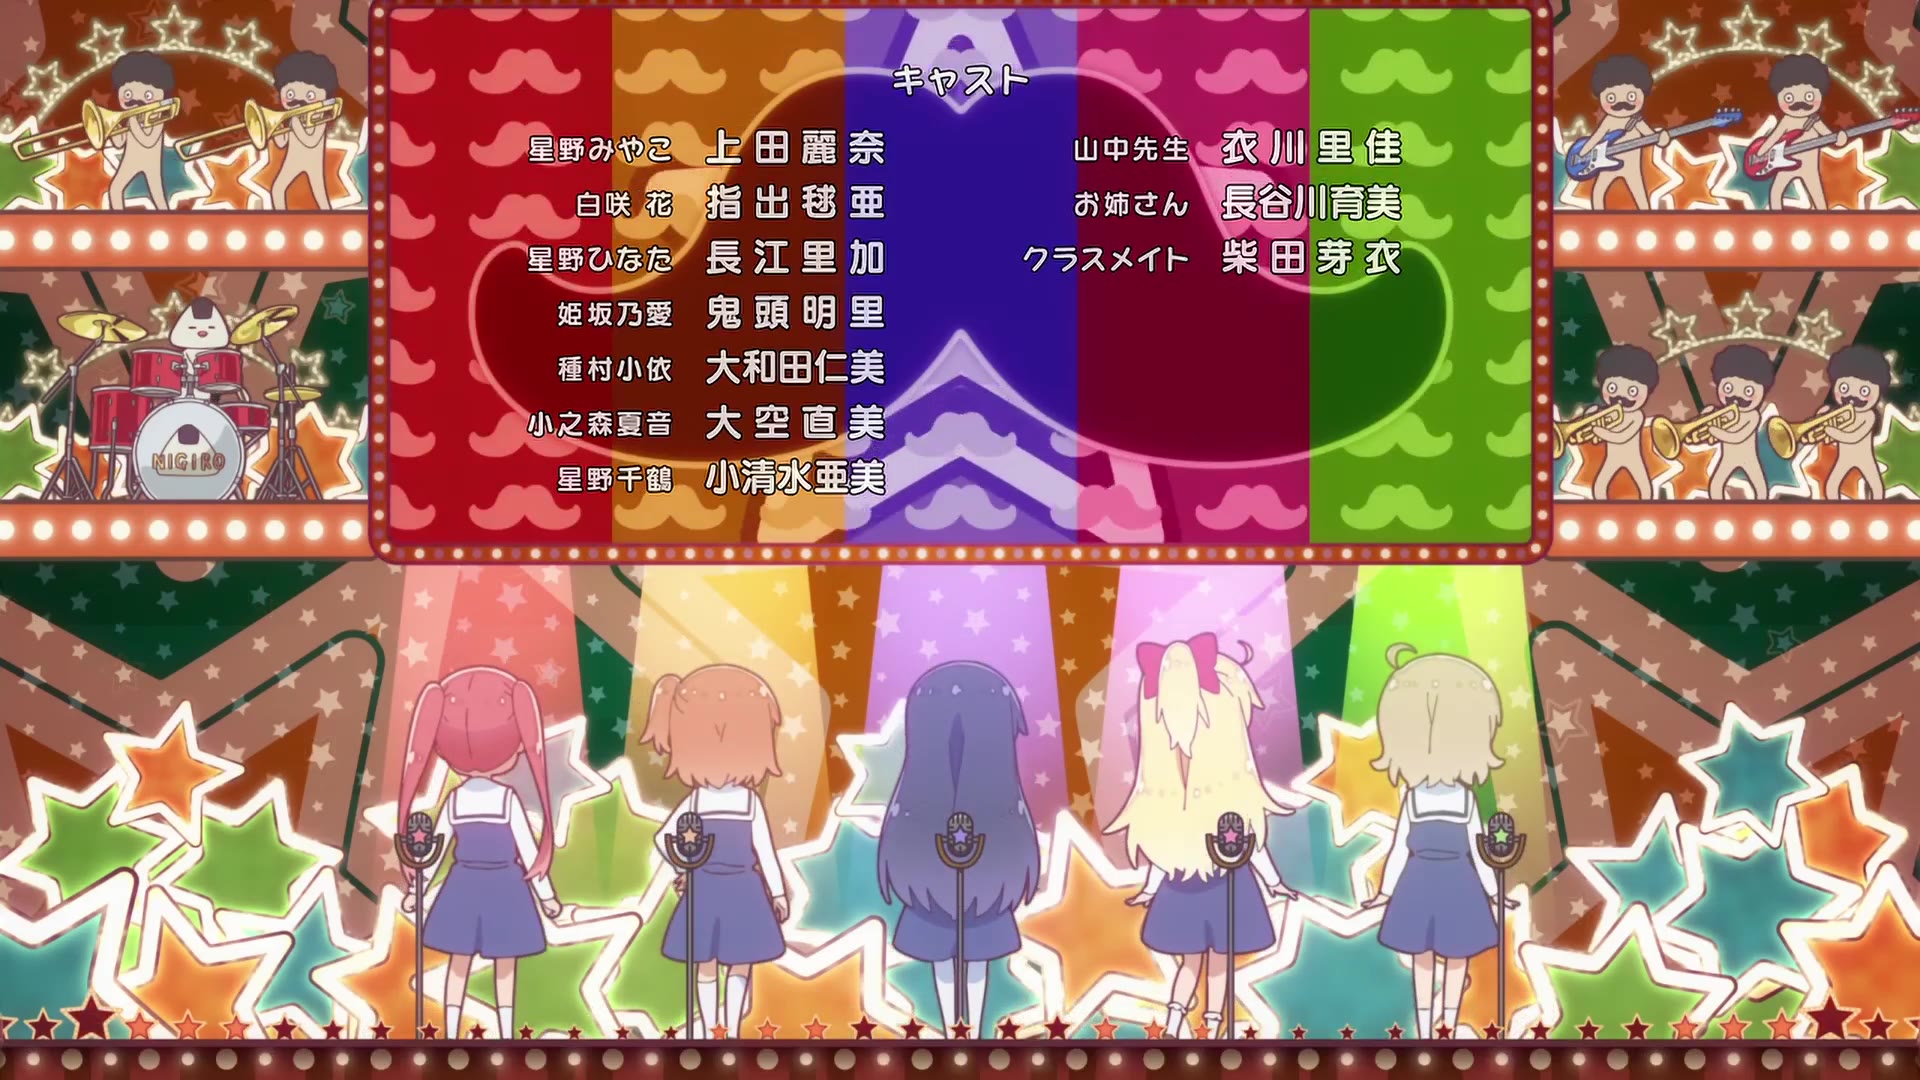 キャスト
星野みやこ 上田麗奈
白咲 花 指出毬亜
星野ひなた 長江里加
姫坂乃愛 鬼頭明里
種村小依 大和田仁美
小之森夏音 大空直美
星野千鶴 小清水亜美
山中先生 衣川里佳
お姉さん 長谷川育美
クラスメイト 柴田芽衣
NIGIRO